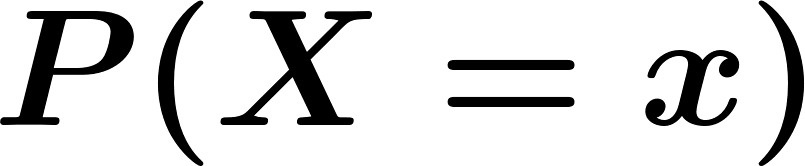 P(X = x)